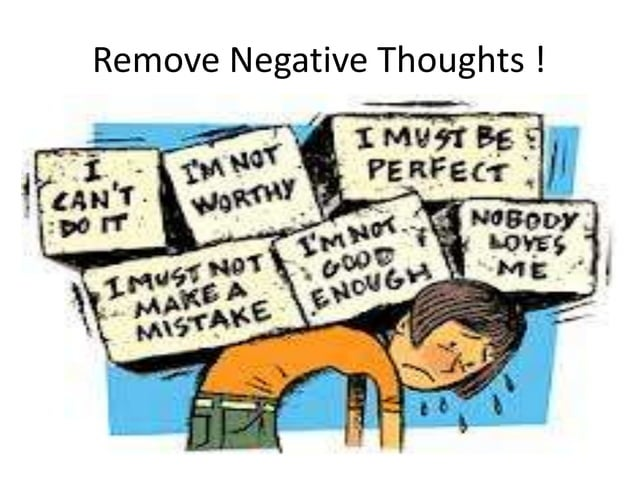 Remove Negative Thoughts !
I
CAN'T
DO IT
I'M NOT
WORTHY
I MUST BE
PERFECT
I MUST NOT
MAKE A
MISTAKE
I'M NOT
GOOD
ENOUGH
NOBODY
LOVES
ME